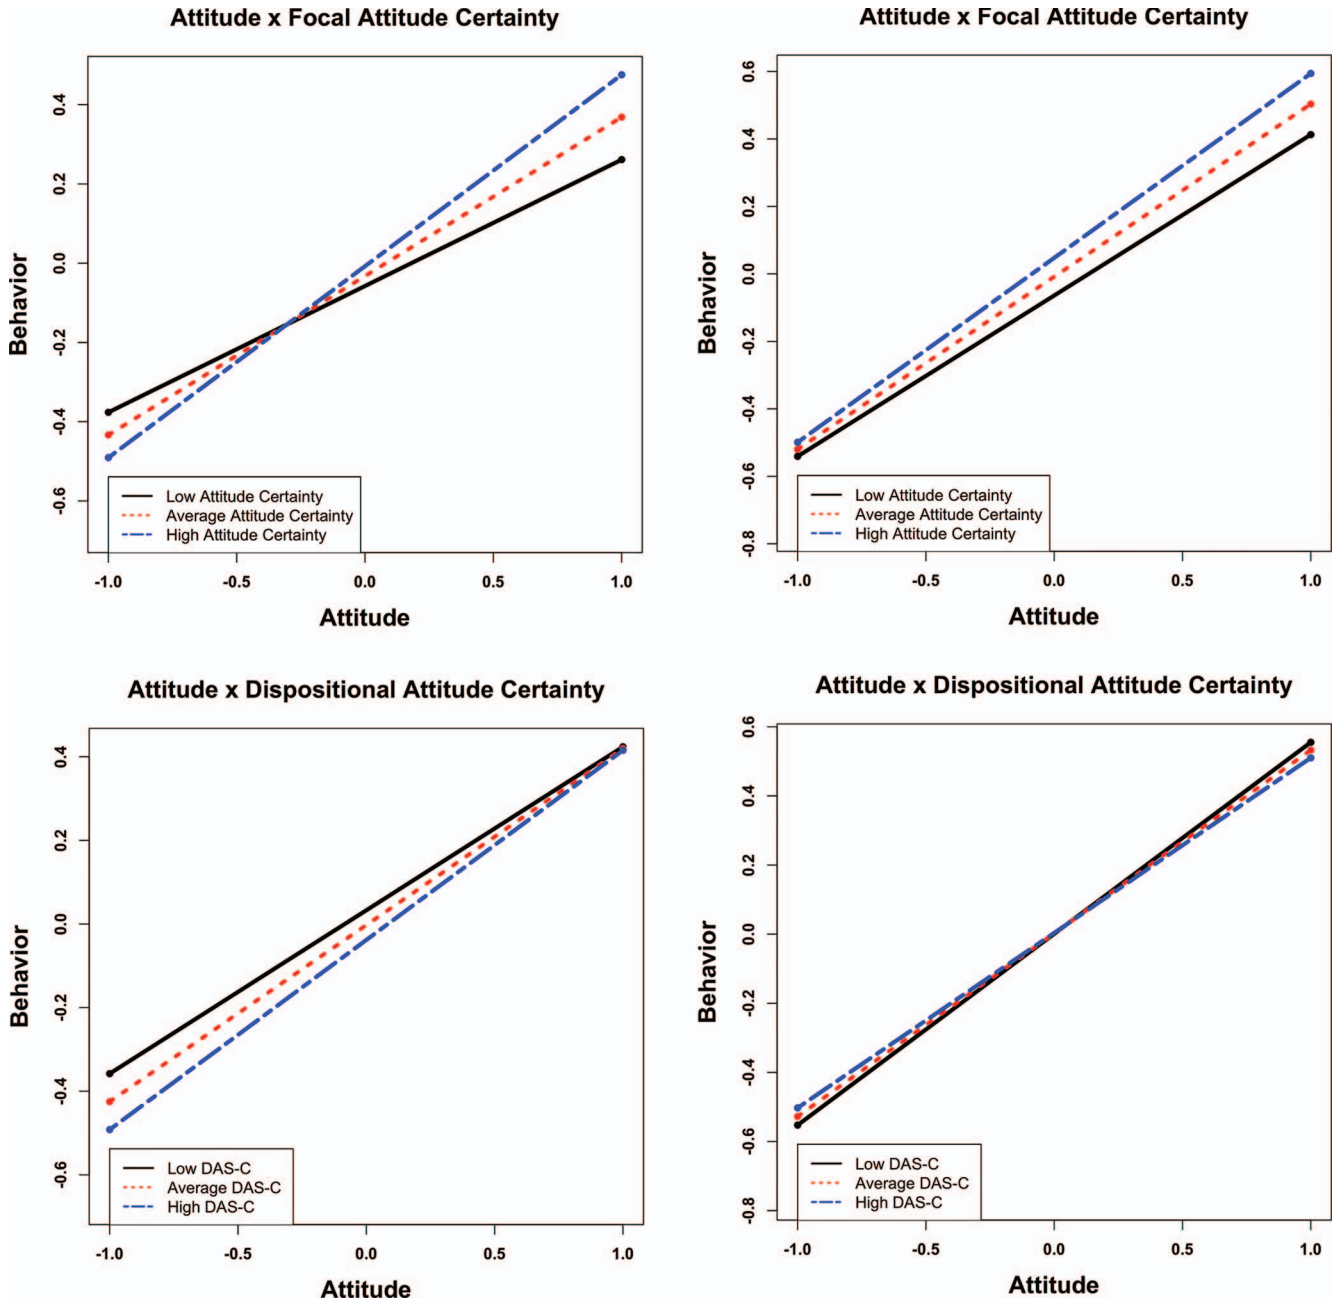 Attitude x Focal Attitude Certainty
Behavior
0.4
0.2
0.0
-0.2
-0.4
-0.6
Low Attitude Certainty
Average Attitude Certainty
High Attitude Certainty
-1.0 -0.5 0.0 0.5 1.0
Attitude
Attitude x Focal Attitude Certainty
Behavior
0.6
0.4
0.2
0.0
-0.2
-0.4
-0.6
-0.8
Low Attitude Certainty
Average Attitude Certainty
High Attitude Certainty
-1.0 -0.5 0.0 0.5 1.0
Attitude
Attitude x Dispositional Attitude Certainty
Behavior
0.4
0.2
0.0
-0.2
-0.4
-0.6
Low DAS-C
Average DAS-C
High DAS-C
-1.0 -0.5 0.0 0.5 1.0
Attitude
Attitude x Dispositional Attitude Certainty
Behavior
0.6
0.4
0.2
0.0
-0.2
-0.4
-0.6
-0.8
Low DAS-C
Average DAS-C
High DAS-C
-1.0 -0.5 0.0 0.5 1.0
Attitude